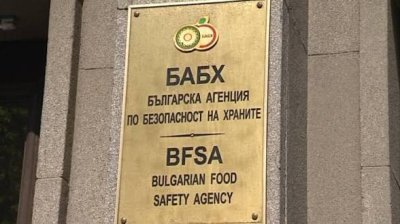 БАБХ
БЪЛГАРСКА АГЕНЦИЯ
ПО БЕЗОПАСНОСТ НА ХРАНИТЕ
BFSA
BULGARIAN FOOD
SAFETY AGENCY